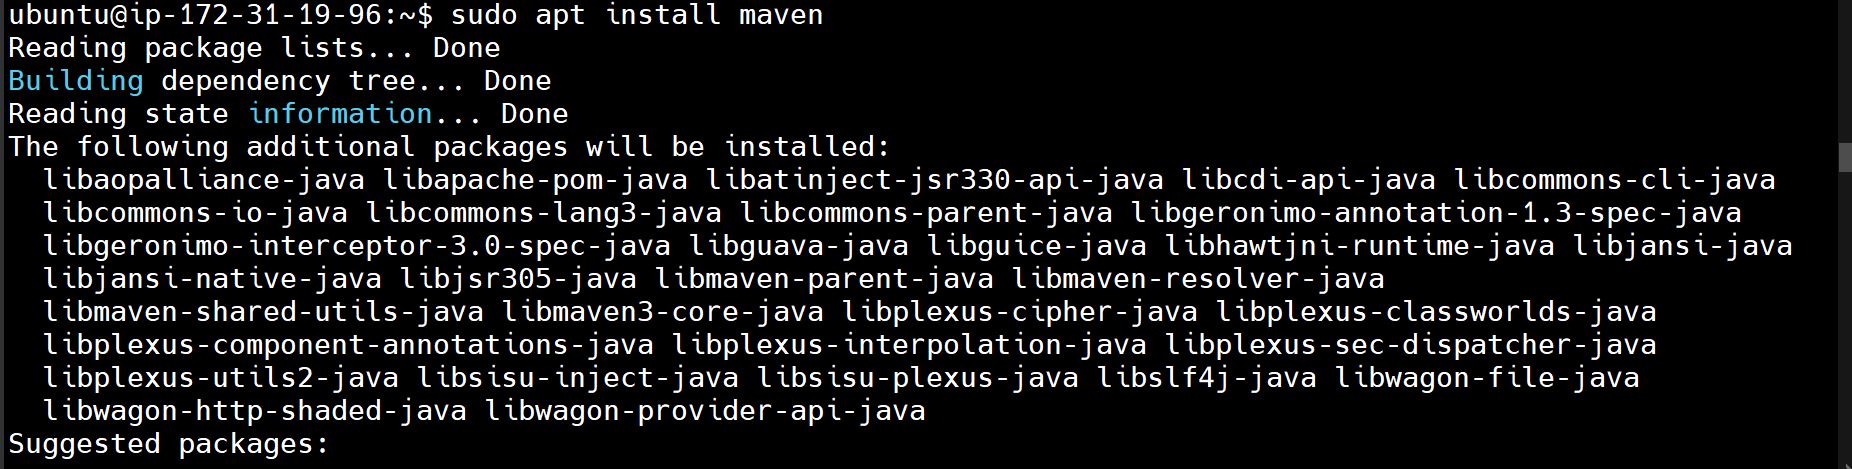 ubuntu@ip-172-31-19-96:~$ sudo apt install maven
Reading package lists... Done
Building dependency tree... Done
Reading state information... Done
The following additional packages will be installed:
  libaopalliance-java libapache-pom-java libatinject-jsr330-api-java libcdi-api-java libcommons-cli-java
  libcommons-io-java libcommons-lang3-java libcommons-parent-java libgeronimo-annotation-1.3-spec-java
  libgeronimo-interceptor-3.0-spec-java libguava-java libguice-java libhawtjni-runtime-java libjansi-java
  libjansi-native-java libjsr305-java libmaven-parent-java libmaven-resolver-java
  libmaven-shared-utils-java libmaven3-core-java libplexus-cipher-java libplexus-classworlds-java
  libplexus-component-annotations-java libplexus-interpolation-java libplexus-sec-dispatcher-java
  libplexus-utils2-java libsisu-inject-java libsisu-plexus-java libslf4j-java libwagon-file-java
  libwagon-http-shaded-java libwagon-provider-api-java
Suggested packages: